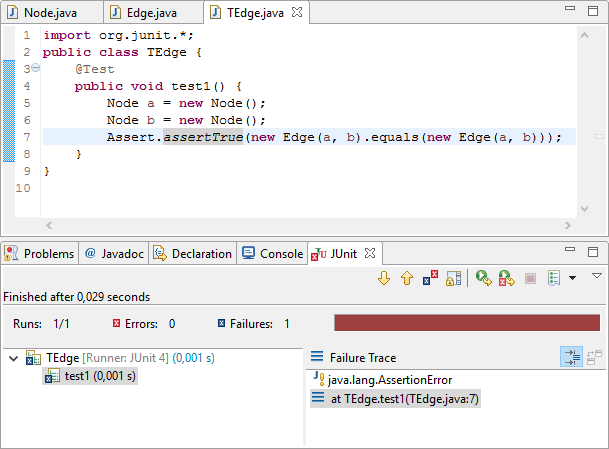 Node.java Edge.java TEdge.java
1 import org.junit.*;
2 public class TEdge {
3 @Test
4 public void test1() {
5 Node a = new Node();
6 Node b = new Node();
7 Assert.assertTrue(new Edge(a, b).equals(new Edge(a, b)));
8 }
9 }
10
Problems @ Javadoc Declaration Console JU JUnit
Finished after 0,029 seconds
Runs: 1/1 Errors: 0 Failures: 1
TEdge [Runner: JUnit 4] (0,001 s)
test1 (0,001 s)
Failure Trace
java.lang.AssertionError
at TEdge.test1(TEdge.java:7)